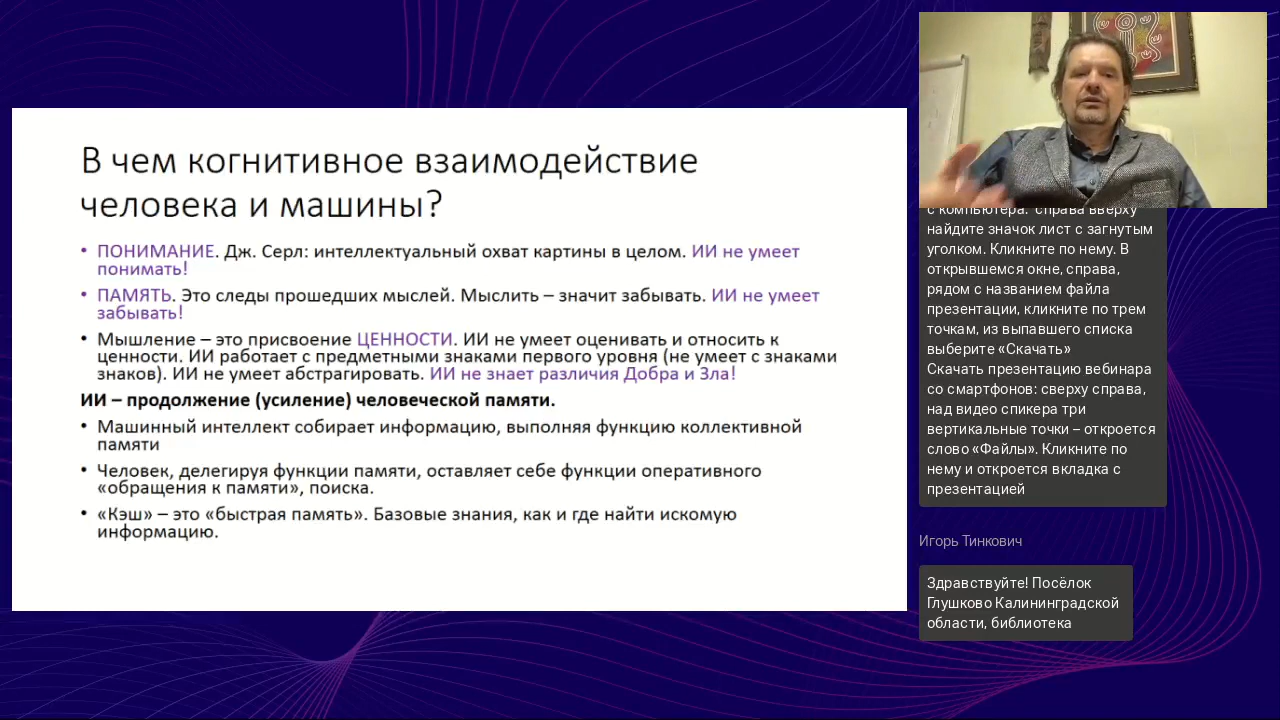 В чем когнитивное взаимодействие
человека и машины?
• ПОНИМАНИЕ. Дж. Серл: интеллектуальный охват картины в целом. ИИ не умеет
понимать!
• ПАМЯТЬ. Это следы прошедших мыслей. Мыслить – значит забывать. ИИ не умеет
забывать!
• Мышление – это присвоение ЦЕННОСТИ. ИИ не умеет оценивать и относить к
ценности. ИИ работает с предметными знаками первого уровня (не умеет с знаками
знаков). ИИ не умеет абстрагировать. ИИ не знает различия Добра и Зла!
ИИ – продолжение (усиление) человеческой памяти.
• Машинный интеллект собирает информацию, выполняя функцию коллективной
памяти
• Человек, делегируя функции памяти, оставляет себе функции оперативного
«обращения к памяти», поиска.
• «Кэш» – это «быстрая память». Базовые знания, как и где найти искомую
информацию.
с компьютера: справа вверху
найдите значок лист с загнутым
уголком. Кликните по нему. В
открывшемся окне, справа,
рядом с названием файла
презентации, кликните по трем
точкам, из выпавшего списка
выберите «Скачать»
Скачать презентацию вебинара
со смартфонов: сверху справа,
над видео спикера три
вертикальные точки – откроется
слово «Файлы». Кликните по
нему и откроется вкладка с
презентацией
Игорь Тинкович
Здравствуйте! Посёлок
Глушково Калининградской
области, библиотека